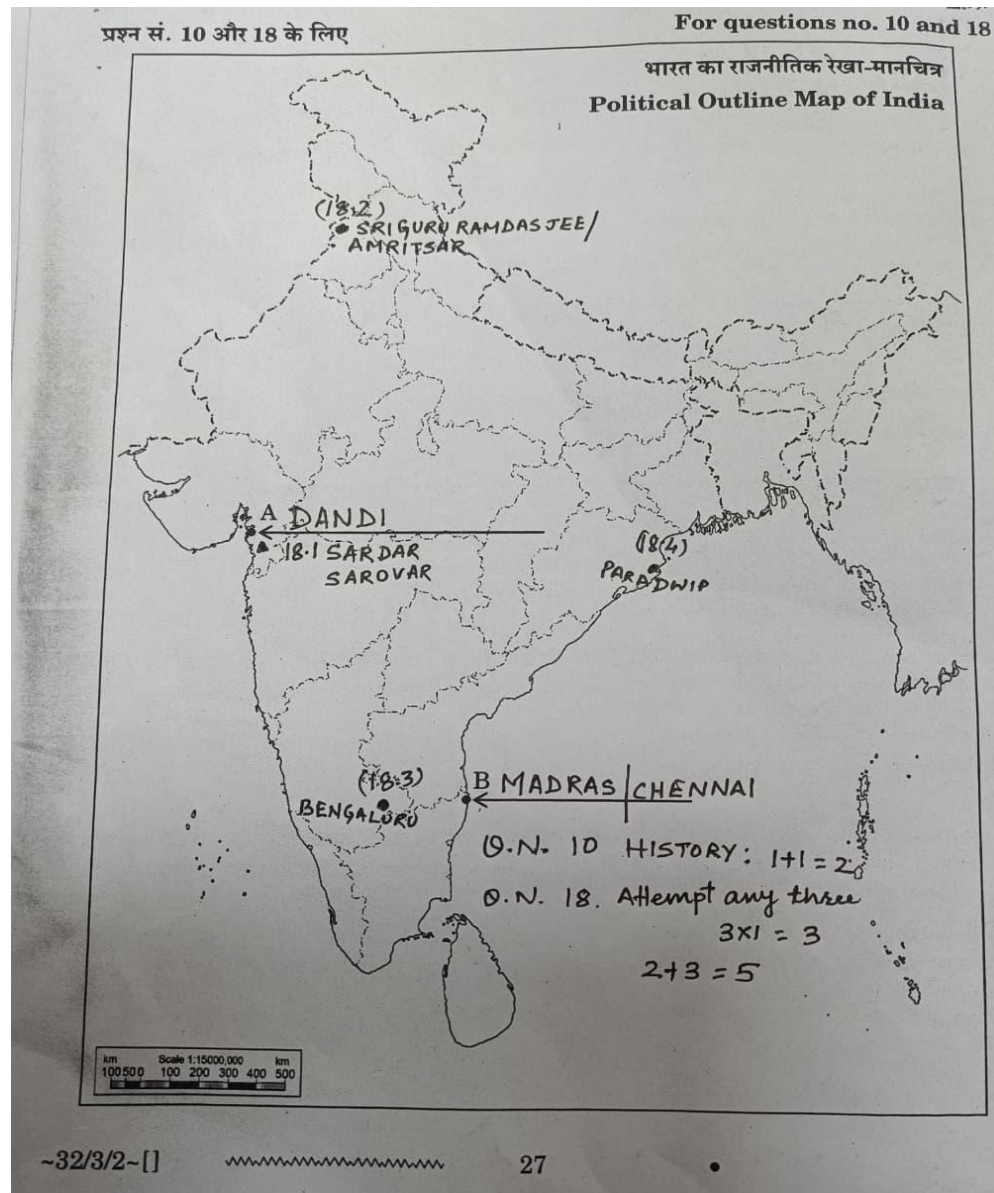 प्रश्न सं. 10 और 18 के लिए
For questions no. 10 and 18
भारत का राजनीतिक रेखा-मानचित्र
Political Outline Map of India
(18.2)
SRI GURU RAMDAS JEE/
AMRITSAR
A DANDI
18.1 SARDAR
SAROVAR
(18.4)
PARADWIP
(18.3)
BENGALURU
B MADRAS|CHENNAI
Q.N. 10 HISTORY: 1+1 = 2
Q.N. 18. Attempt any three
3×1 = 3
2+3 = 5
km Scale 1:15000,000 km
100500 100 200 300 400 500
~32/3/2~[] 27